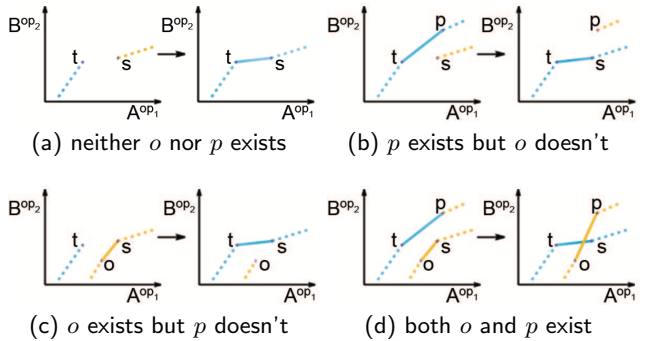 B^op2 t s A^op1 B^op2 t s A^op1
B^op2 p t s A^op1 B^op2 p t s A^op1
(a) neither o nor p exists
(b) p exists but o doesn't
B^op2 t s o A^op1 B^op2 t s o A^op1
B^op2 p t s o A^op1 B^op2 p t s o A^op1
(c) o exists but p doesn't
(d) both o and p exist